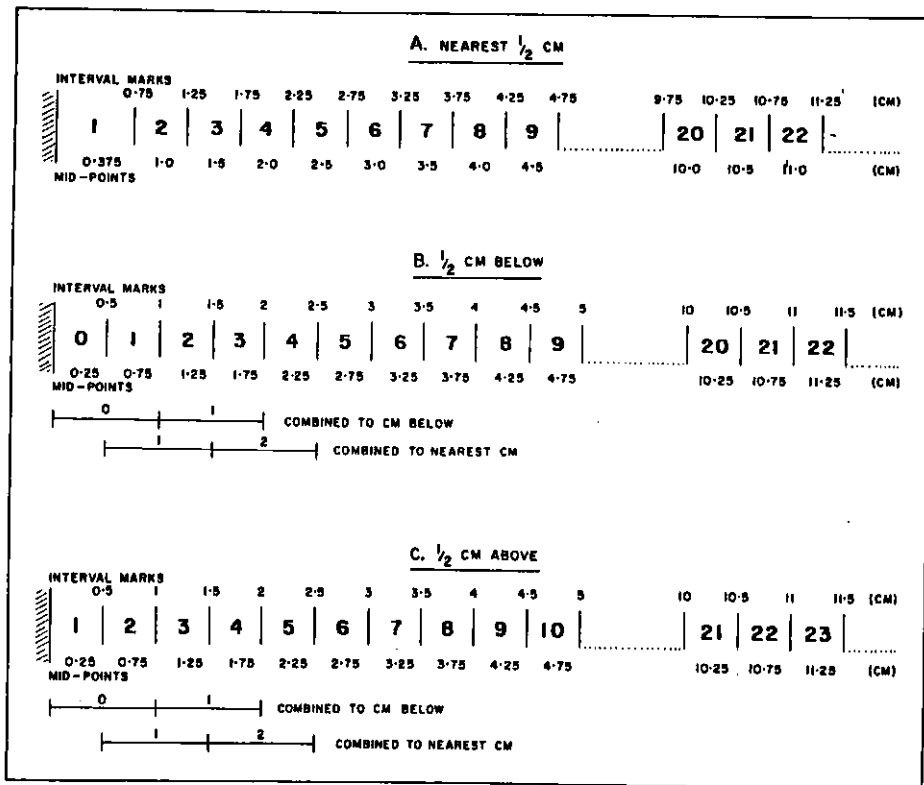 A. NEAREST 1/2 CM
INTERVAL MARKS
0·75 1·25 1·75 2·25 2·75 3·25 3·75 4·25 4·75 9·75 10·25 10·75 11·25 (CM)
1 2 3 4 5 6 7 8 9 20 21 22
0·375 1·0 1·5 2·0 2·5 3·0 3·5 4·0 4·5 10·0 10·5 11·0 (CM)
MID-POINTS
B. 1/2 CM BELOW
INTERVAL MARKS
0·5 1 1·5 2 2·5 3 3·5 4 4·5 5 10 10·5 11 11·5 (CM)
0 1 2 3 4 5 6 7 8 9 20 21 22
0·25 0·75 1·25 1·75 2·25 2·75 3·25 3·75 4·25 4·75 10·25 10·75 11·25 (CM)
MID-POINTS
0 1 COMBINED TO CM BELOW
1 2 COMBINED TO NEAREST CM
C. 1/2 CM ABOVE
INTERVAL MARKS
0·5 1 1·5 2 2·5 3 3·5 4 4·5 5 10 10·5 11 11·5 (CM)
1 2 3 4 5 6 7 8 9 10 21 22 23
0·25 0·75 1·25 1·75 2·25 2·75 3·25 3·75 4·25 4·75 10·25 10·75 11·25 (CM)
MID-POINTS
0 1 COMBINED TO CM BELOW
1 2 COMBINED TO NEAREST CM